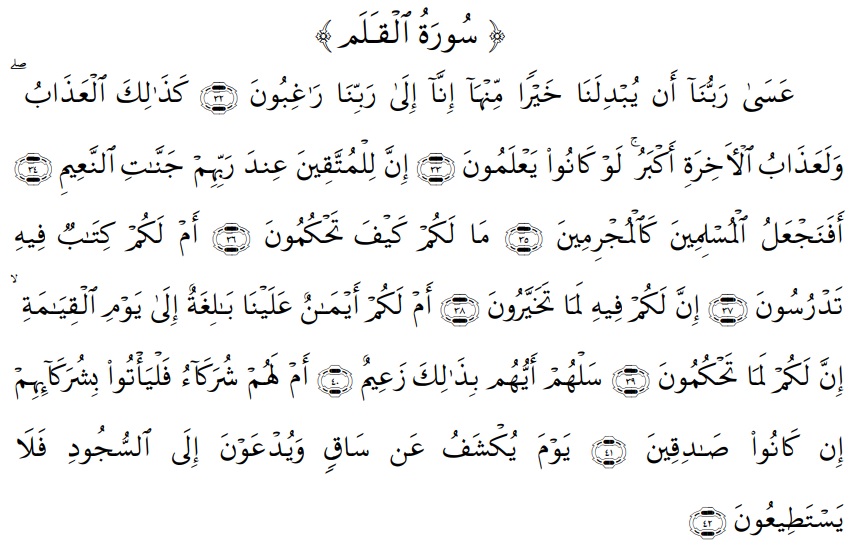 ﴿ سُورَةُ ٱلۡقَلَمِ ﴾
عَسَىٰ رَبُّنَآ أَن يُبۡدِلَنَا خَيۡرٗا مِّنۡهَآ إِنَّآ إِلَىٰ رَبِّنَا رَٰغِبُونَ ٣٢ كَذَٰلِكَ ٱلۡعَذَابُۖ
وَلَعَذَابُ ٱلۡأٓخِرَةِ أَكۡبَرُۚ لَوۡ كَانُواْ يَعۡلَمُونَ ٣٣ إِنَّ لِلۡمُتَّقِينَ عِندَ رَبِّهِمۡ جَنَّٰتِ ٱلنَّعِيمِ ٣٤
أَفَنَجۡعَلُ ٱلۡمُسۡلِمِينَ كَٱلۡمُجۡرِمِينَ ٣٥ مَا لَكُمۡ كَيۡفَ تَحۡكُمُونَ ٣٦ أَمۡ لَكُمۡ كِتَٰبٞ فِيهِ
تَدۡرُسُونَ ٣٧ إِنَّ لَكُمۡ فِيهِ لَمَا تَخَيَّرُونَ ٣٨ أَمۡ لَكُمۡ أَيۡمَٰنٌ عَلَيۡنَا بَٰلِغَةٌ إِلَىٰ يَوۡمِ ٱلۡقِيَٰمَةِۙ
إِنَّ لَكُمۡ لَمَا تَحۡكُمُونَ ٣٩ سَلۡهُمۡ أَيُّهُم بِذَٰلِكَ زَعِيمٌ ٤٠ أَمۡ لَهُمۡ شُرَكَآءُ فَلۡيَأۡتُواْ بِشُرَكَآئِهِمۡ
إِن كَانُواْ صَٰدِقِينَ ٤١ يَوۡمَ يُكۡشَفُ عَن سَاقٖ وَيُدۡعَوۡنَ إِلَى ٱلسُّجُودِ فَلَا
يَسۡتَطِيعُونَ ٤٢